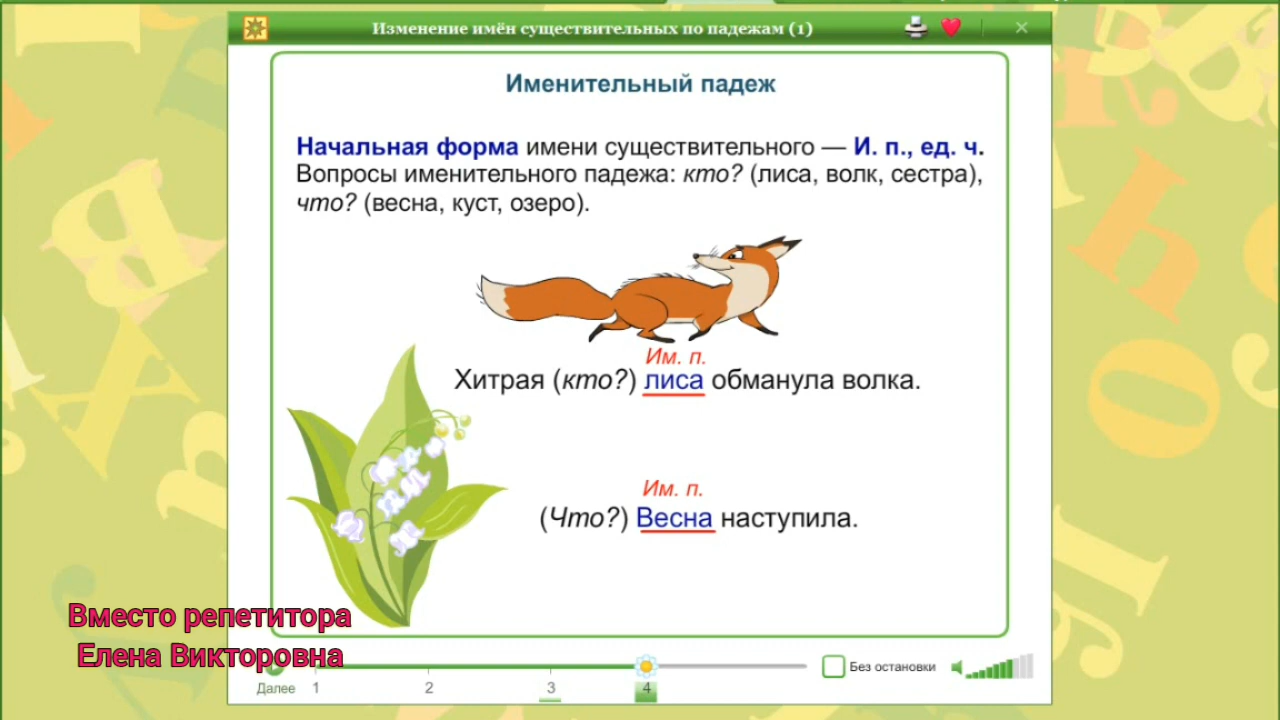 Изменение имён существительных по падежам (1)
Именительный падеж
Начальная форма имени существительного — И. п., ед. ч.
Вопросы именительного падежа: кто? (лиса, волк, сестра),
что? (весна, куст, озеро).
Им. п.
Хитрая (кто?) лиса обманула волка.
Им. п.
(Что?) Весна наступила.
Вместо репетитора
Елена Викторовна
Без остановки
Далее 1 2 3 4